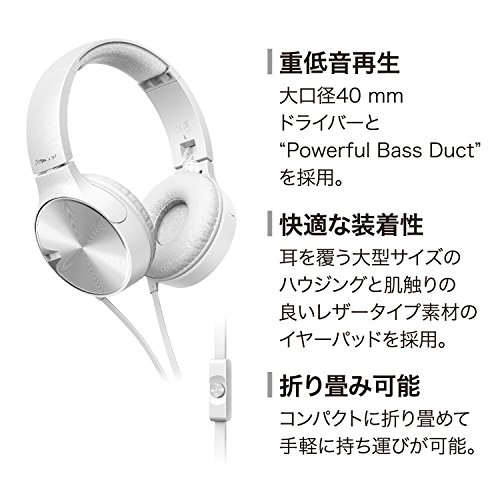 重低音再生
大口径40 mm
ドライバーと
“Powerful Bass Duct”
を採用。
快適な装着性
耳を覆う大型サイズの
ハウジングと肌触りの
良いレザータイプ素材の
イヤーパッドを採用。
折り畳み可能
コンパクトに折り畳めて
手軽に持ち運びが可能。